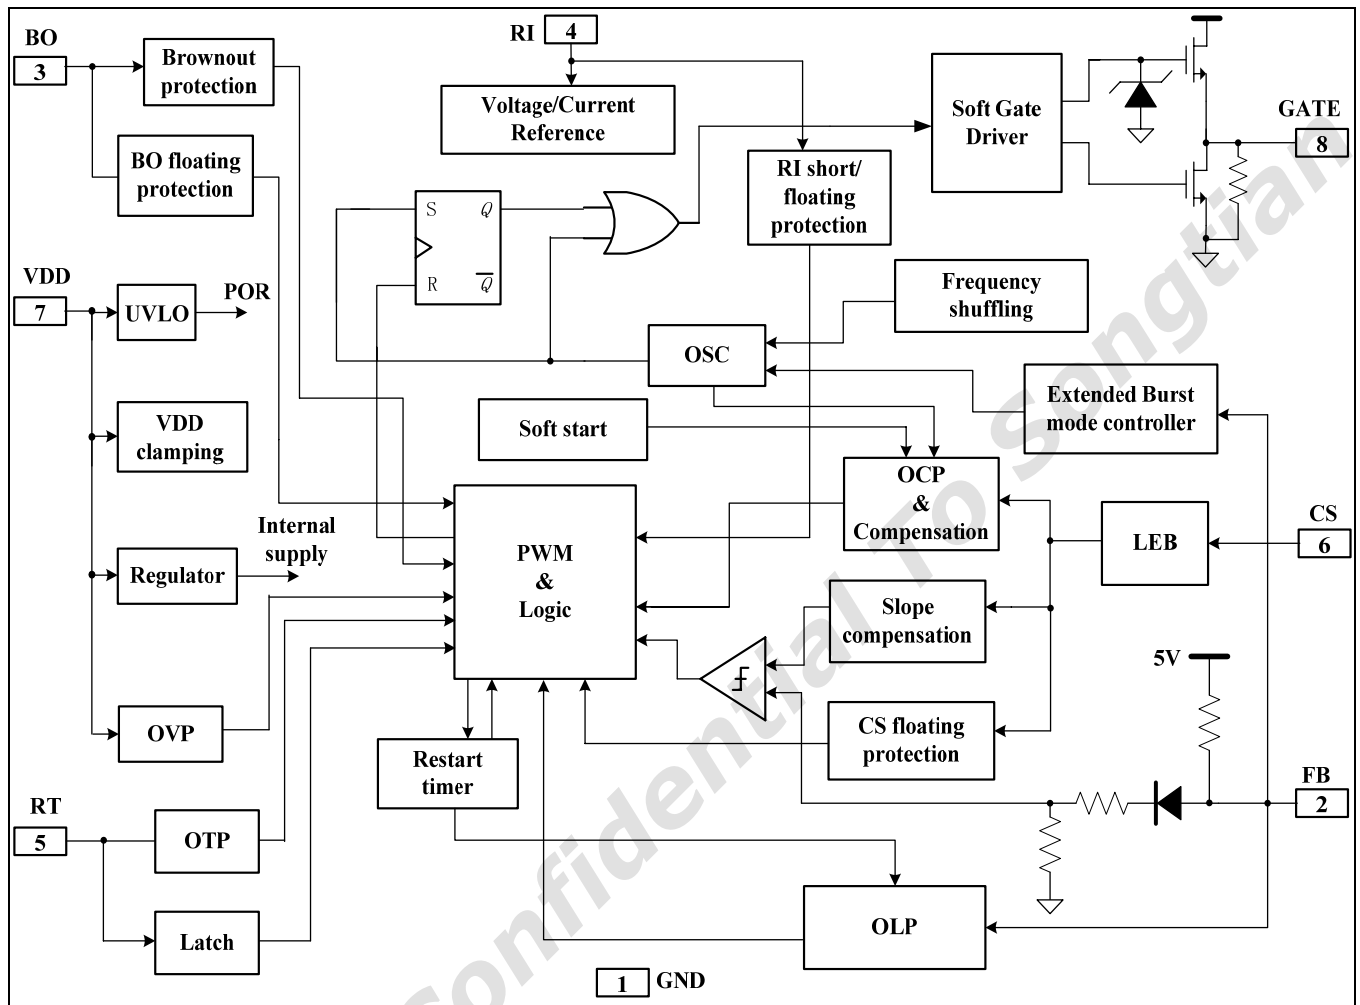 BO
3
Brownout
protection
BO floating
protection
RI
4
Voltage/Current
Reference
RI short/
floating
protection
Soft Gate
Driver
GATE
8
S
Q
R
Q
VDD
7
UVLO
POR
VDD
clamping
Regulator
Internal
supply
OVP
RT
5
OTP
Latch
OSC
Frequency
shuffling
Extended Burst
mode controller
Soft start
OCP
&
Compensation
LEB
CS
6
PWM
&
Logic
Slope
compensation
CS floating
protection
5V
FB
2
Restart
timer
OLP
1
GND
Confidential To Songtian